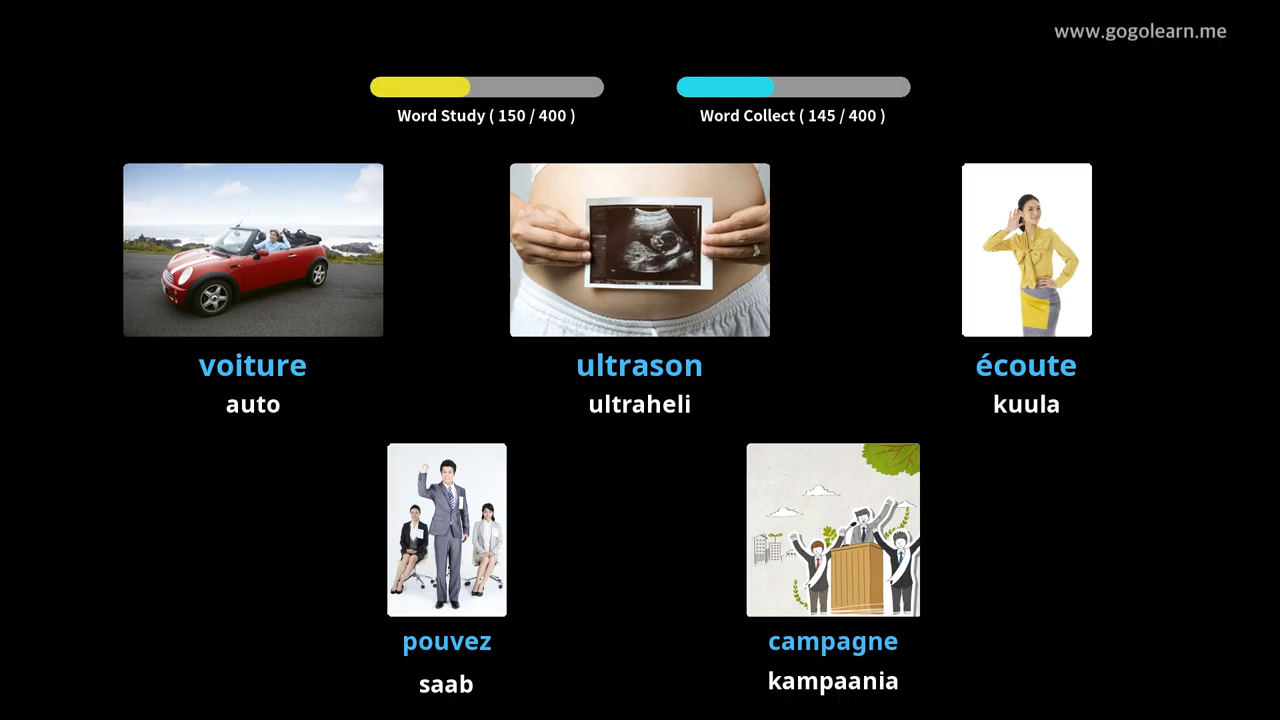 www.gogolearn.me
Word Study ( 150 / 400 )
Word Collect ( 145 / 400 )
voiture
auto
ultrason
ultraheli
écoute
kuula
pouvez
saab
campagne
kampaania